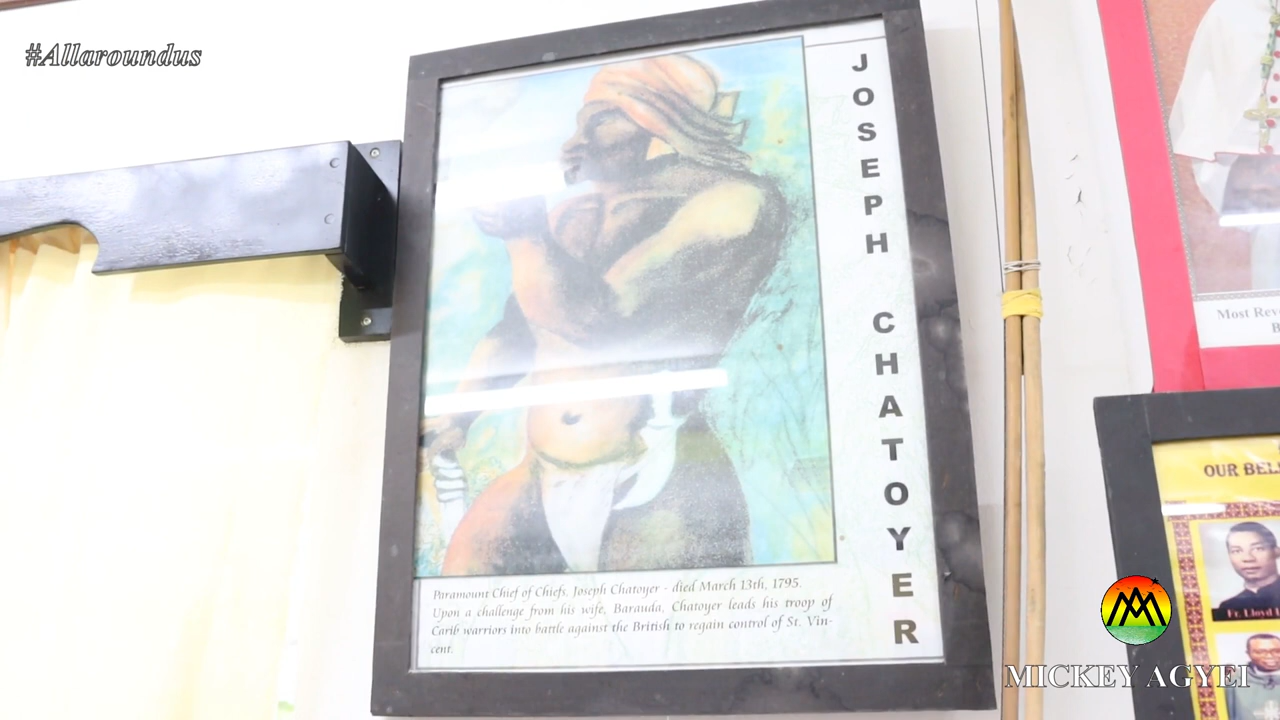 #Allaroundus
JOSEPH CHATOYER
Paramount Chief of Chiefs, Joseph Chatoyer - died March 13th, 1795.
Upon a challenge from his wife, Barauda, Chatoyer leads his troop of
Carib warriors into battle against the British to regain control of St. Vin-
cent.
Most Rev
OUR BEL
Fr. Lloyd
MICKEY AGYEI